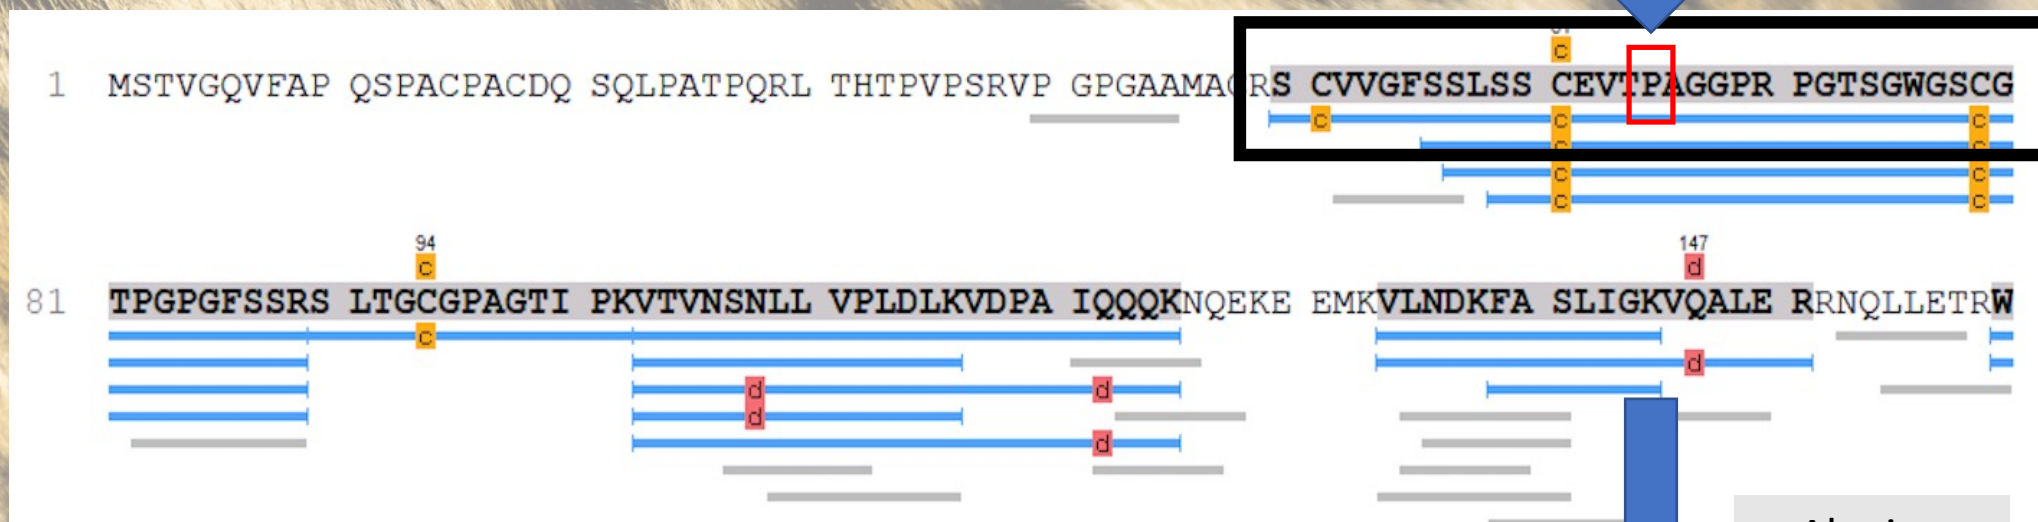 c
1 MSTVGQVFAP QSPACPACDQ SQLPATPQRL THTPVPSRVP GPGAAMACRS CVVGFSSLSS CEVTPAGGPR PGTSGWGSCG
c c c
c c
c c
c c
94 147
c d
81 TPGPGFSSRS LTGCGPAGTI PKVTVNSNLL VPLDLKVDPA IQQQKNQEKE EMKVLNDKFA SLIGKVQALE RRNQLLETRW
c
d
d d
d
d